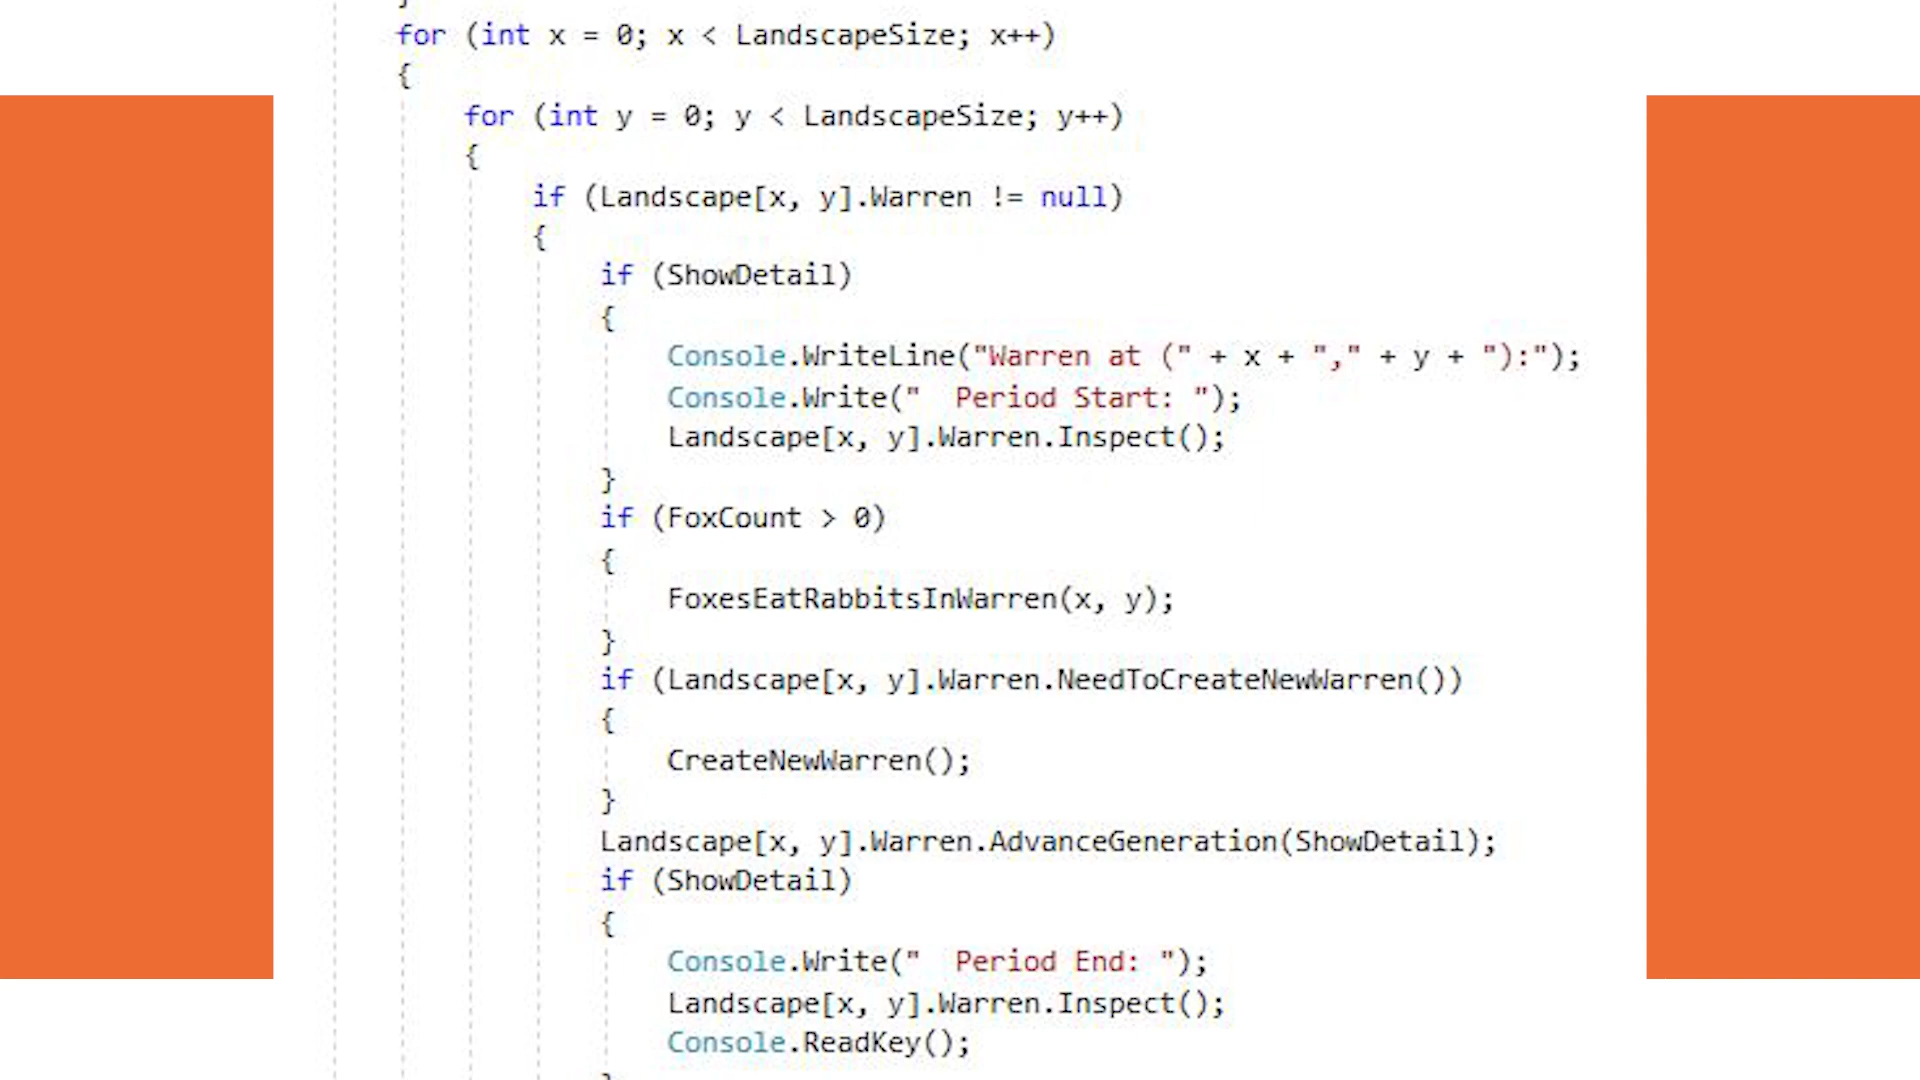 }
for (int x = 0; x < LandscapeSize; x++)
{
for (int y = 0; y < LandscapeSize; y++)
{
if (Landscape[x, y].Warren != null)
{
if (ShowDetail)
{
Console.WriteLine("Warren at (" + x + "," + y + "):");
Console.Write("  Period Start: ");
Landscape[x, y].Warren.Inspect();
}
if (FoxCount > 0)
{
FoxesEatRabbitsInWarren(x, y);
}
if (Landscape[x, y].Warren.NeedToCreateNewWarren())
{
CreateNewWarren();
}
Landscape[x, y].Warren.AdvanceGeneration(ShowDetail);
if (ShowDetail)
{
Console.Write("  Period End: ");
Landscape[x, y].Warren.Inspect();
Console.ReadKey();
}